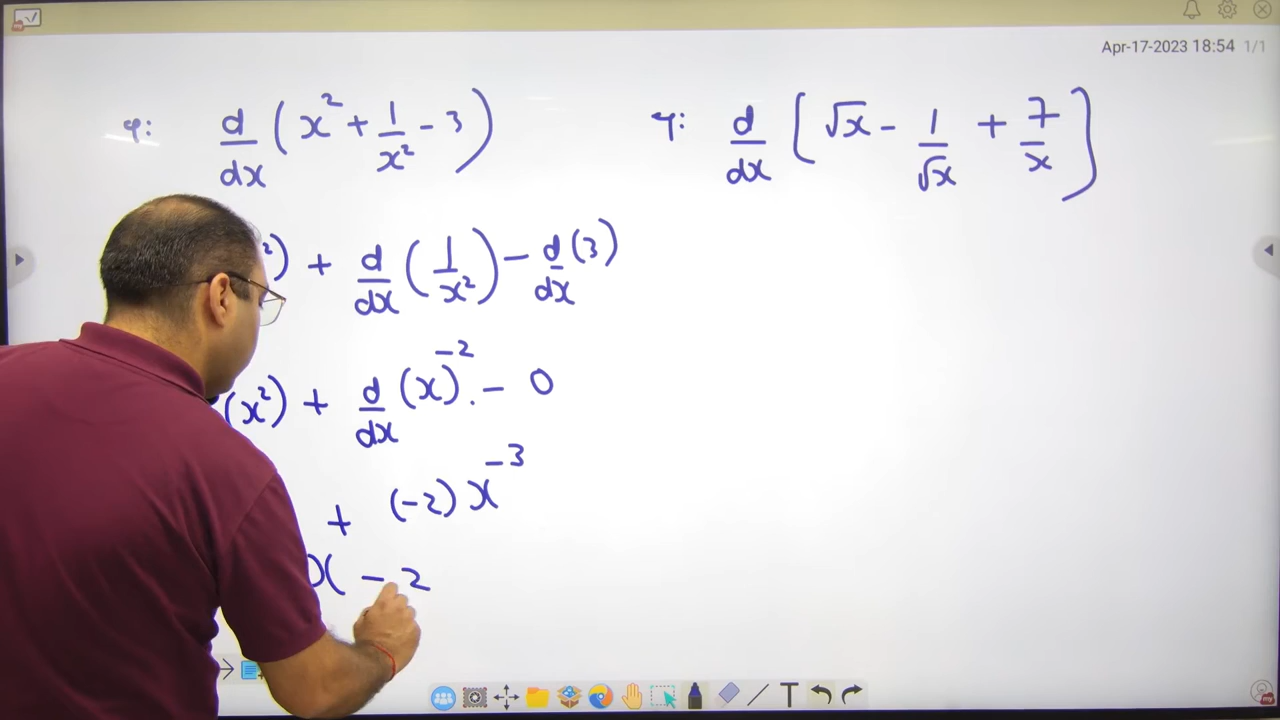 Apr-17-2023 18:54 1/1
φ: d/dx (x² + 1/x² - 3)
γ: d/dx (√x - 1/√x + 7/x)
²) + d/dx (1/x²) - d/dx (3)
(x²) + d/dx (x)⁻² . - 0
+ (-2) x⁻³
x - 2
T